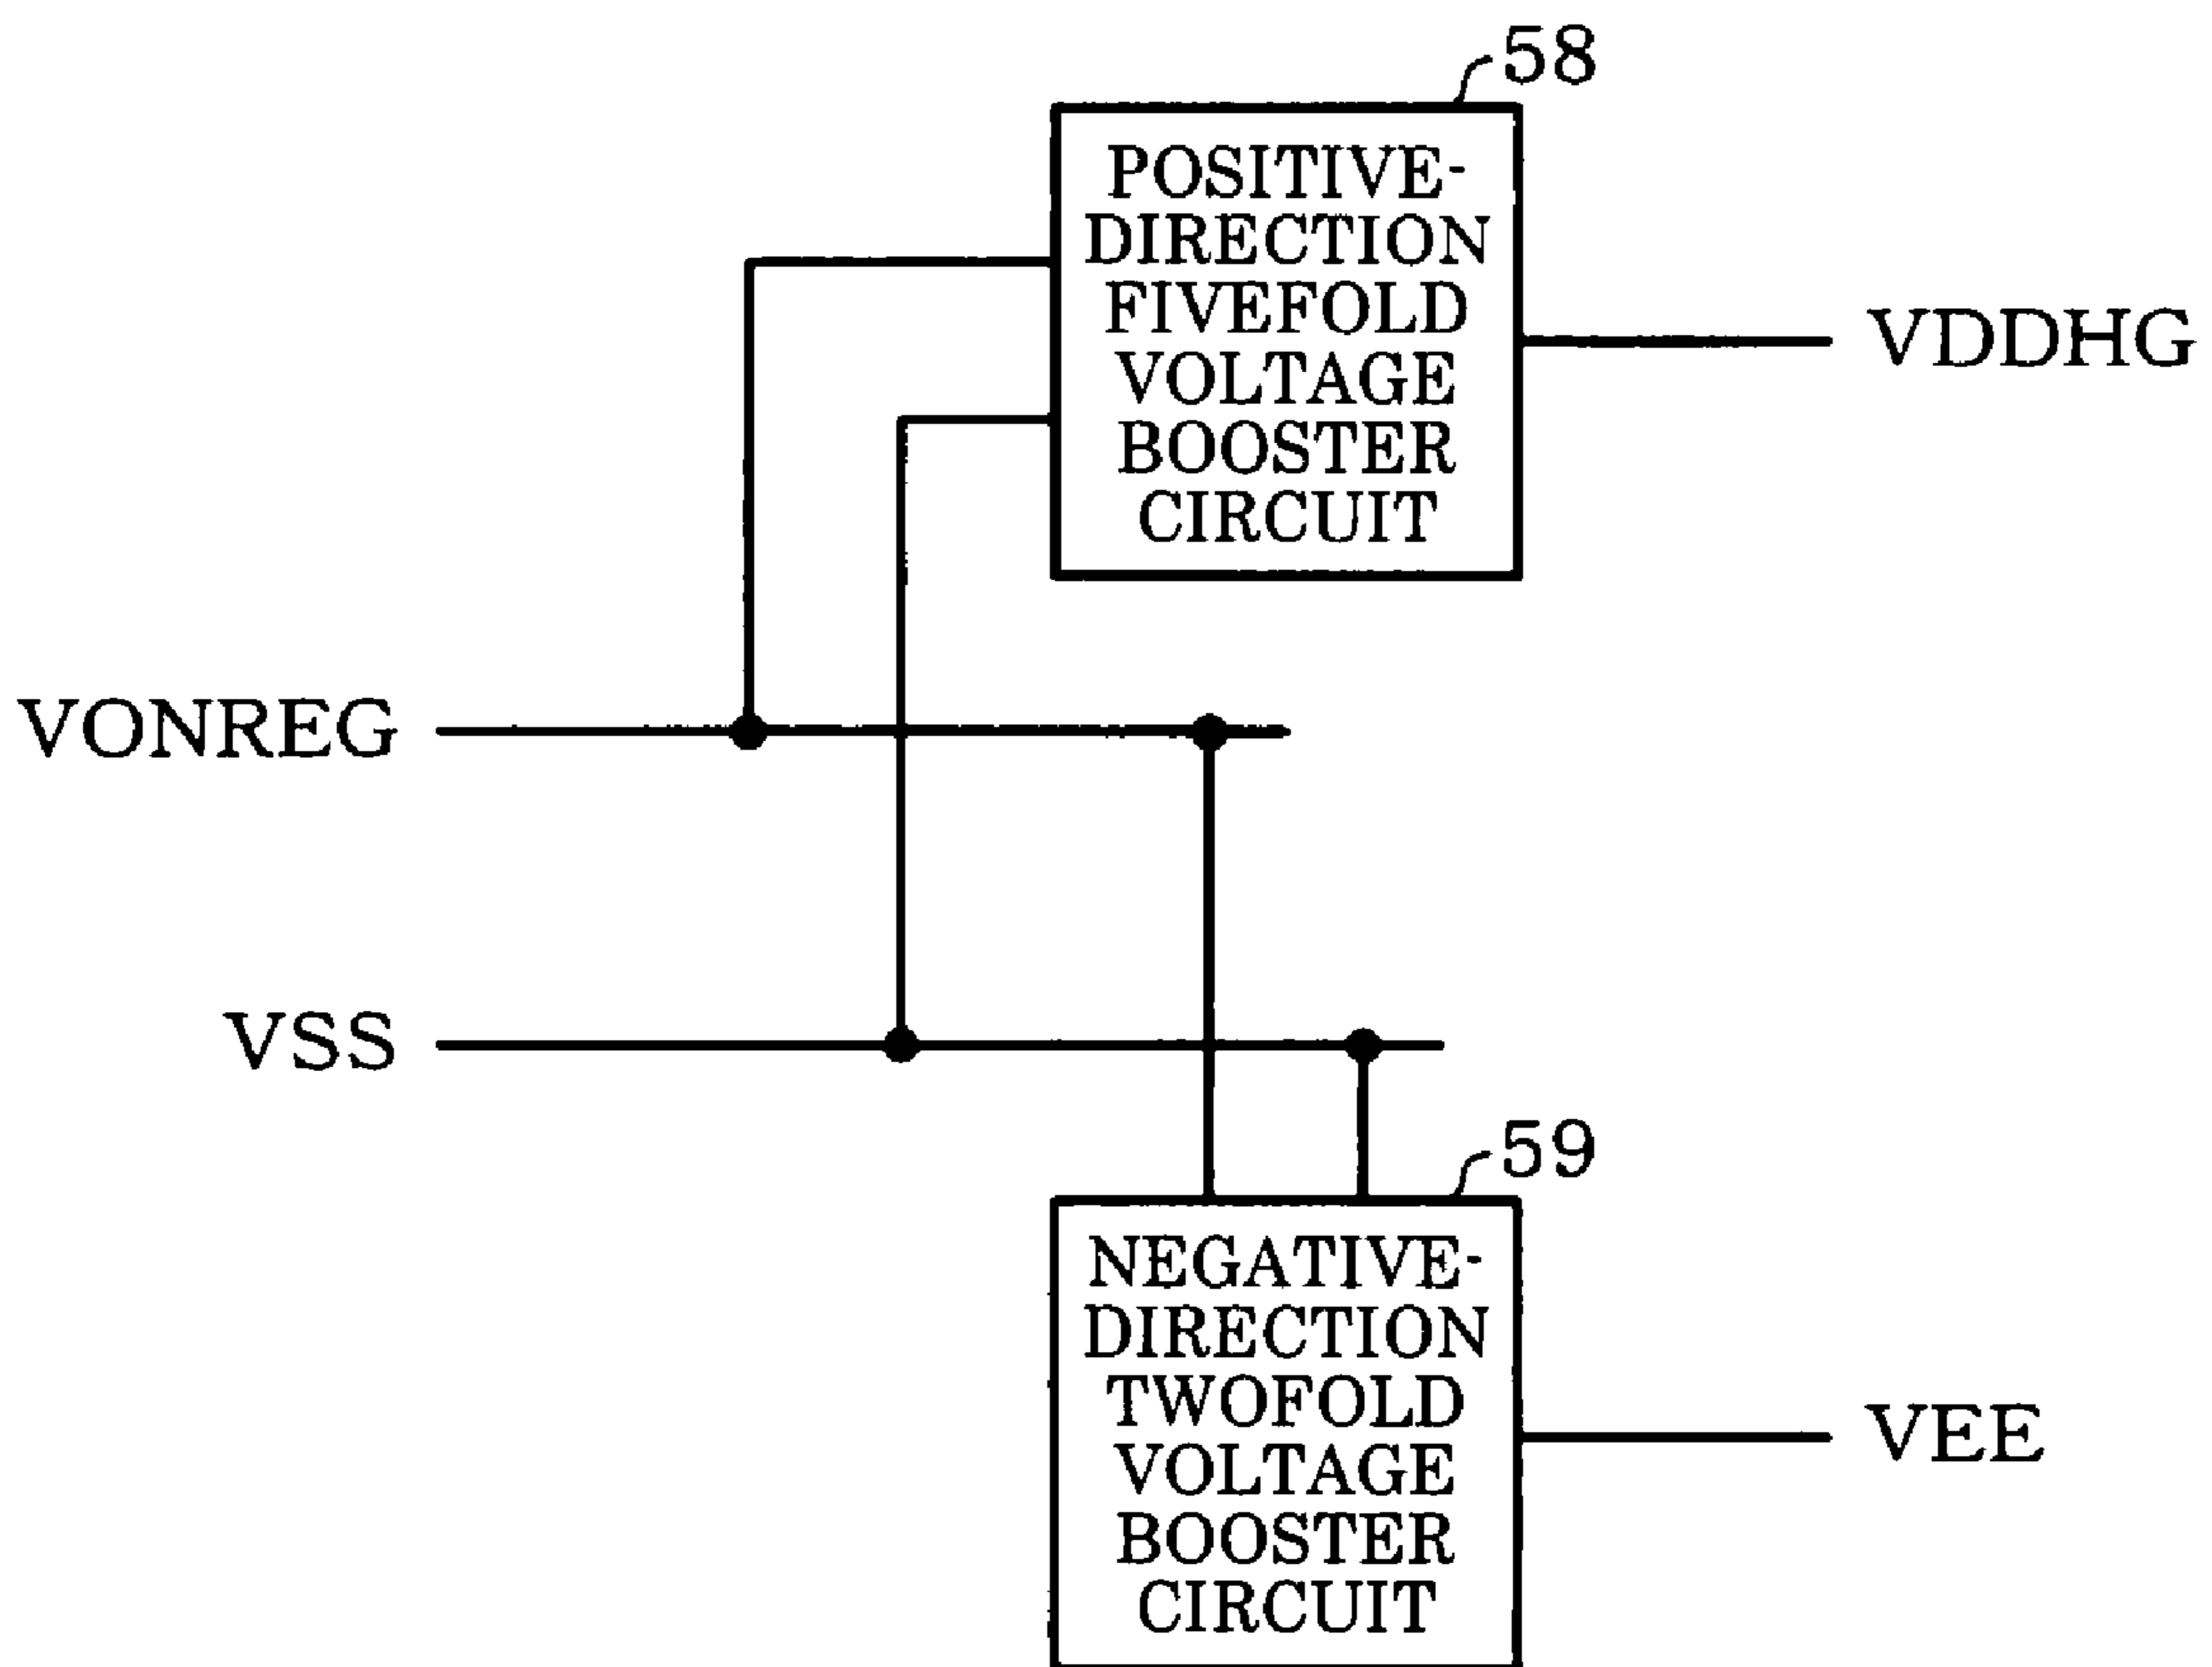 58
POSITIVE-
DIRECTION
FIVEFOLD
VOLTAGE
BOOSTER
CIRCUIT
VDDHG
VONREG
VSS
59
NEGATIVE-
DIRECTION
TWOFOLD
VOLTAGE
BOOSTER
CIRCUIT
VEE